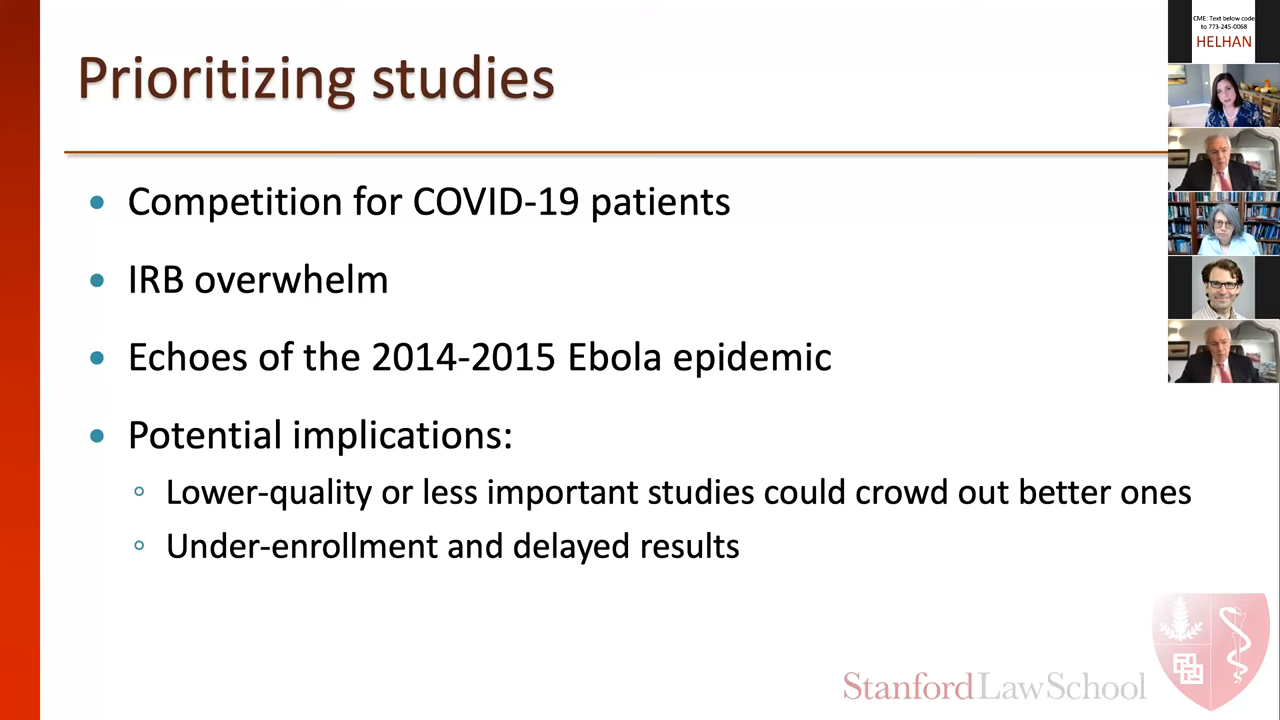 Prioritizing studies
CME: Text below code
to 773-245-0068
HELHAN
• Competition for COVID-19 patients
• IRB overwhelm
• Echoes of the 2014-2015 Ebola epidemic
• Potential implications:
◦ Lower-quality or less important studies could crowd out better ones
◦ Under-enrollment and delayed results
Stanford Law School